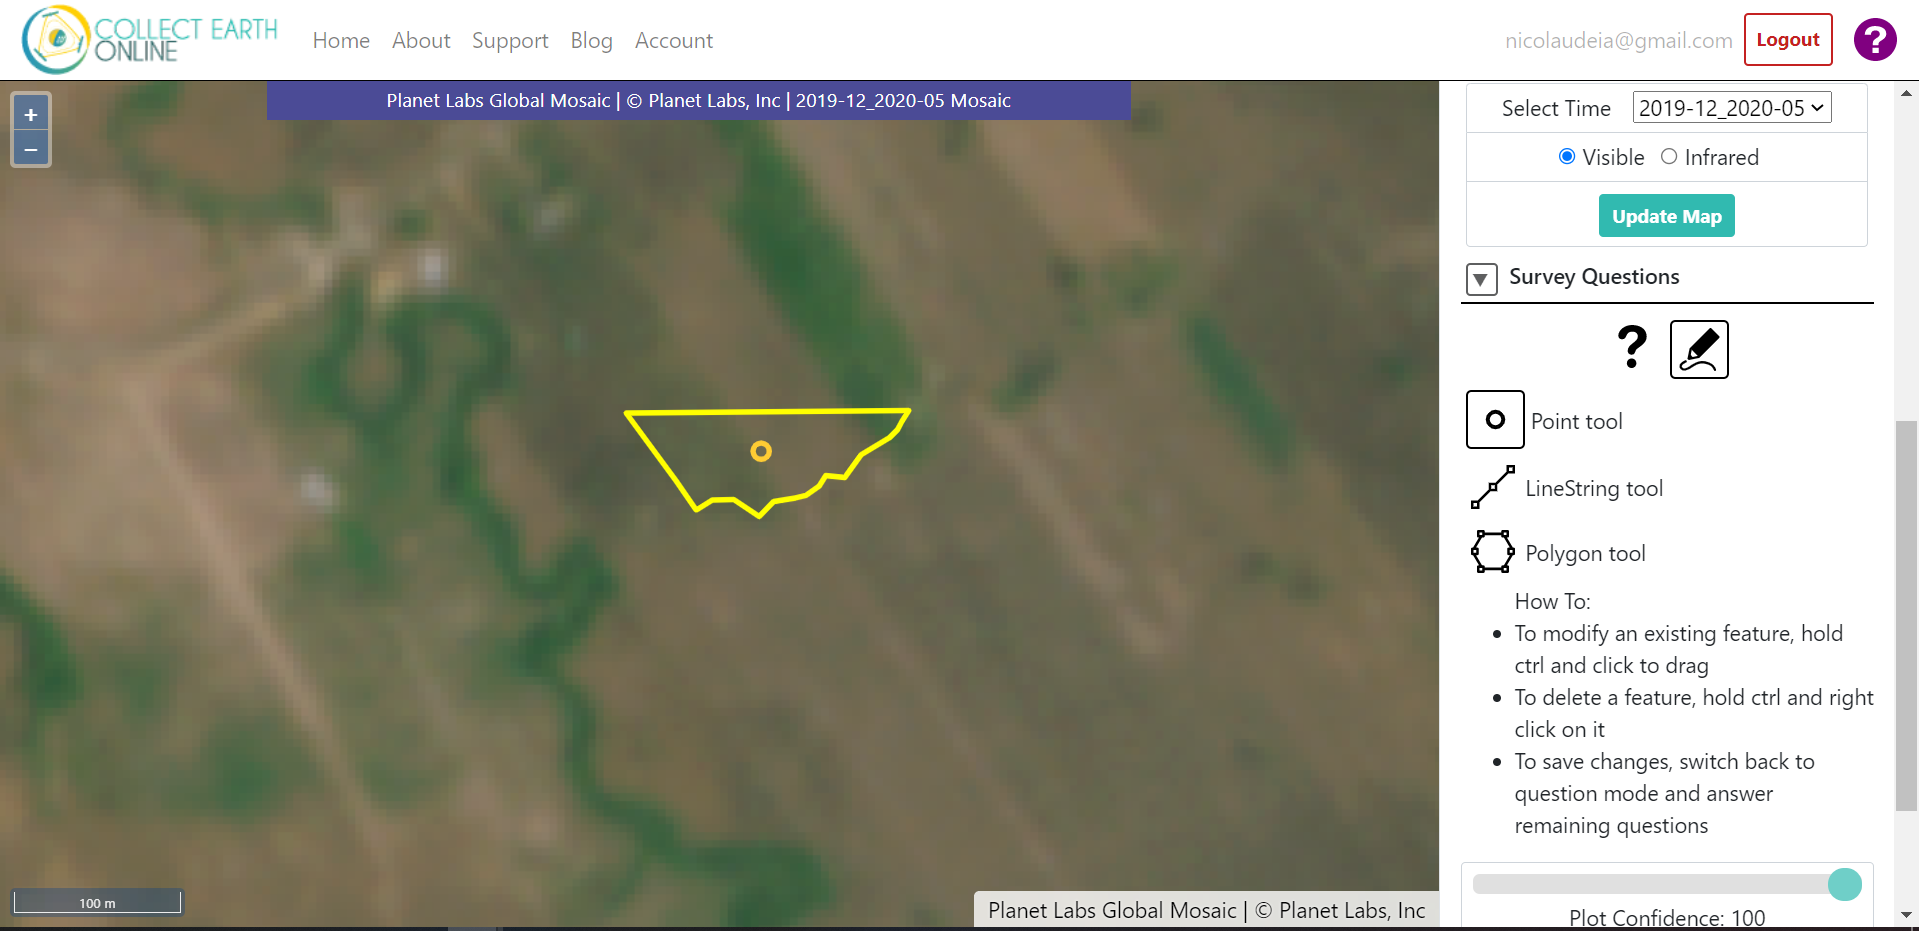 COLLECT EARTH
ONLINE
Home About Support Blog Account
nicolaudeia@gmail.com
Logout
?
Planet Labs Global Mosaic | © Planet Labs, Inc | 2019-12_2020-05 Mosaic
+
−
Select Time 2019-12_2020-05
Visible Infrared
Update Map
Survey Questions
?
Point tool
LineString tool
Polygon tool
How To:
• To modify an existing feature, hold
ctrl and click to drag
• To delete a feature, hold ctrl and right
click on it
• To save changes, switch back to
question mode and answer
remaining questions
Plot Confidence: 100
100 m
Planet Labs Global Mosaic | © Planet Labs, Inc